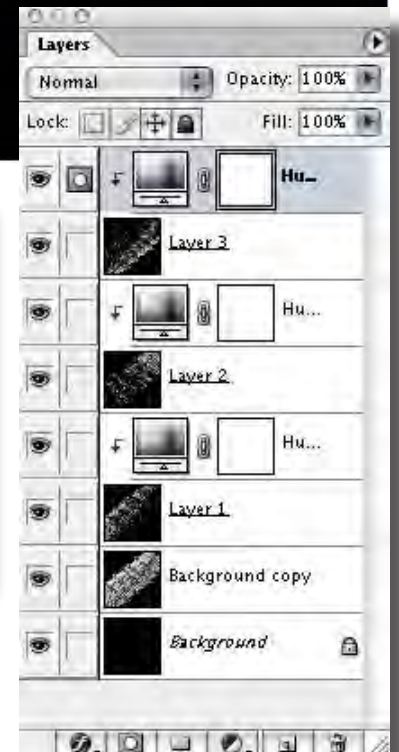 Layers
Normal Opacity: 100%
Lock: Fill: 100%
Hu...
Layer 3
Hu...
Layer 2
Hu...
Layer 1
Background copy
Background